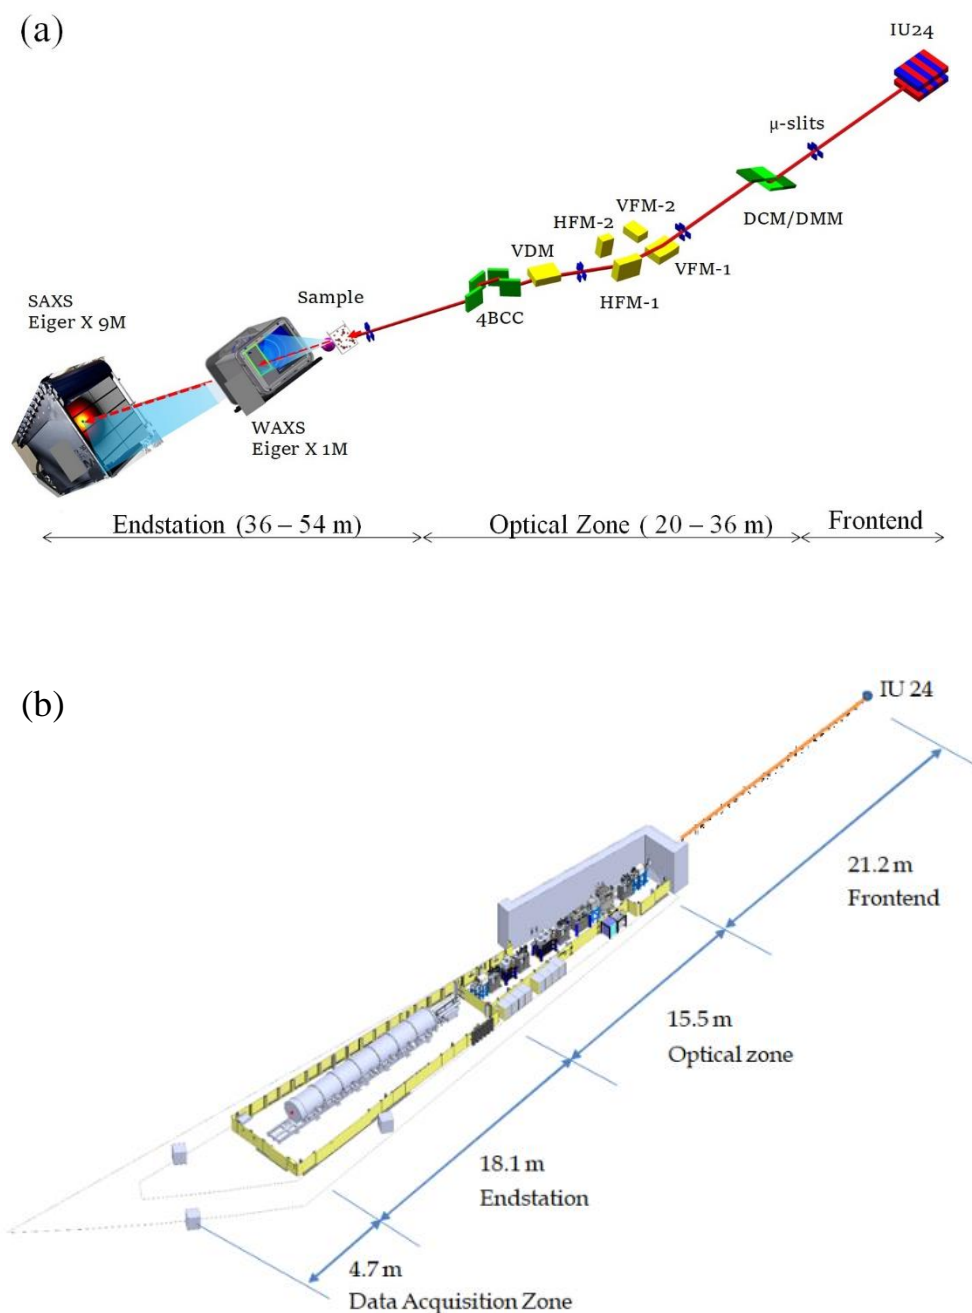 (a)
IU24
μ-slits
DCM/DMM
VFM-2
HFM-2
VFM-1
VDM
HFM-1
4BCC
Sample
SAXS
Eiger X 9M
WAXS
Eiger X 1M
Endstation (36 – 54 m)
Optical Zone ( 20 – 36 m)
Frontend
(b)
IU 24
21.2 m
Frontend
15.5 m
Optical zone
18.1 m
Endstation
4.7 m
Data Acquisition Zone